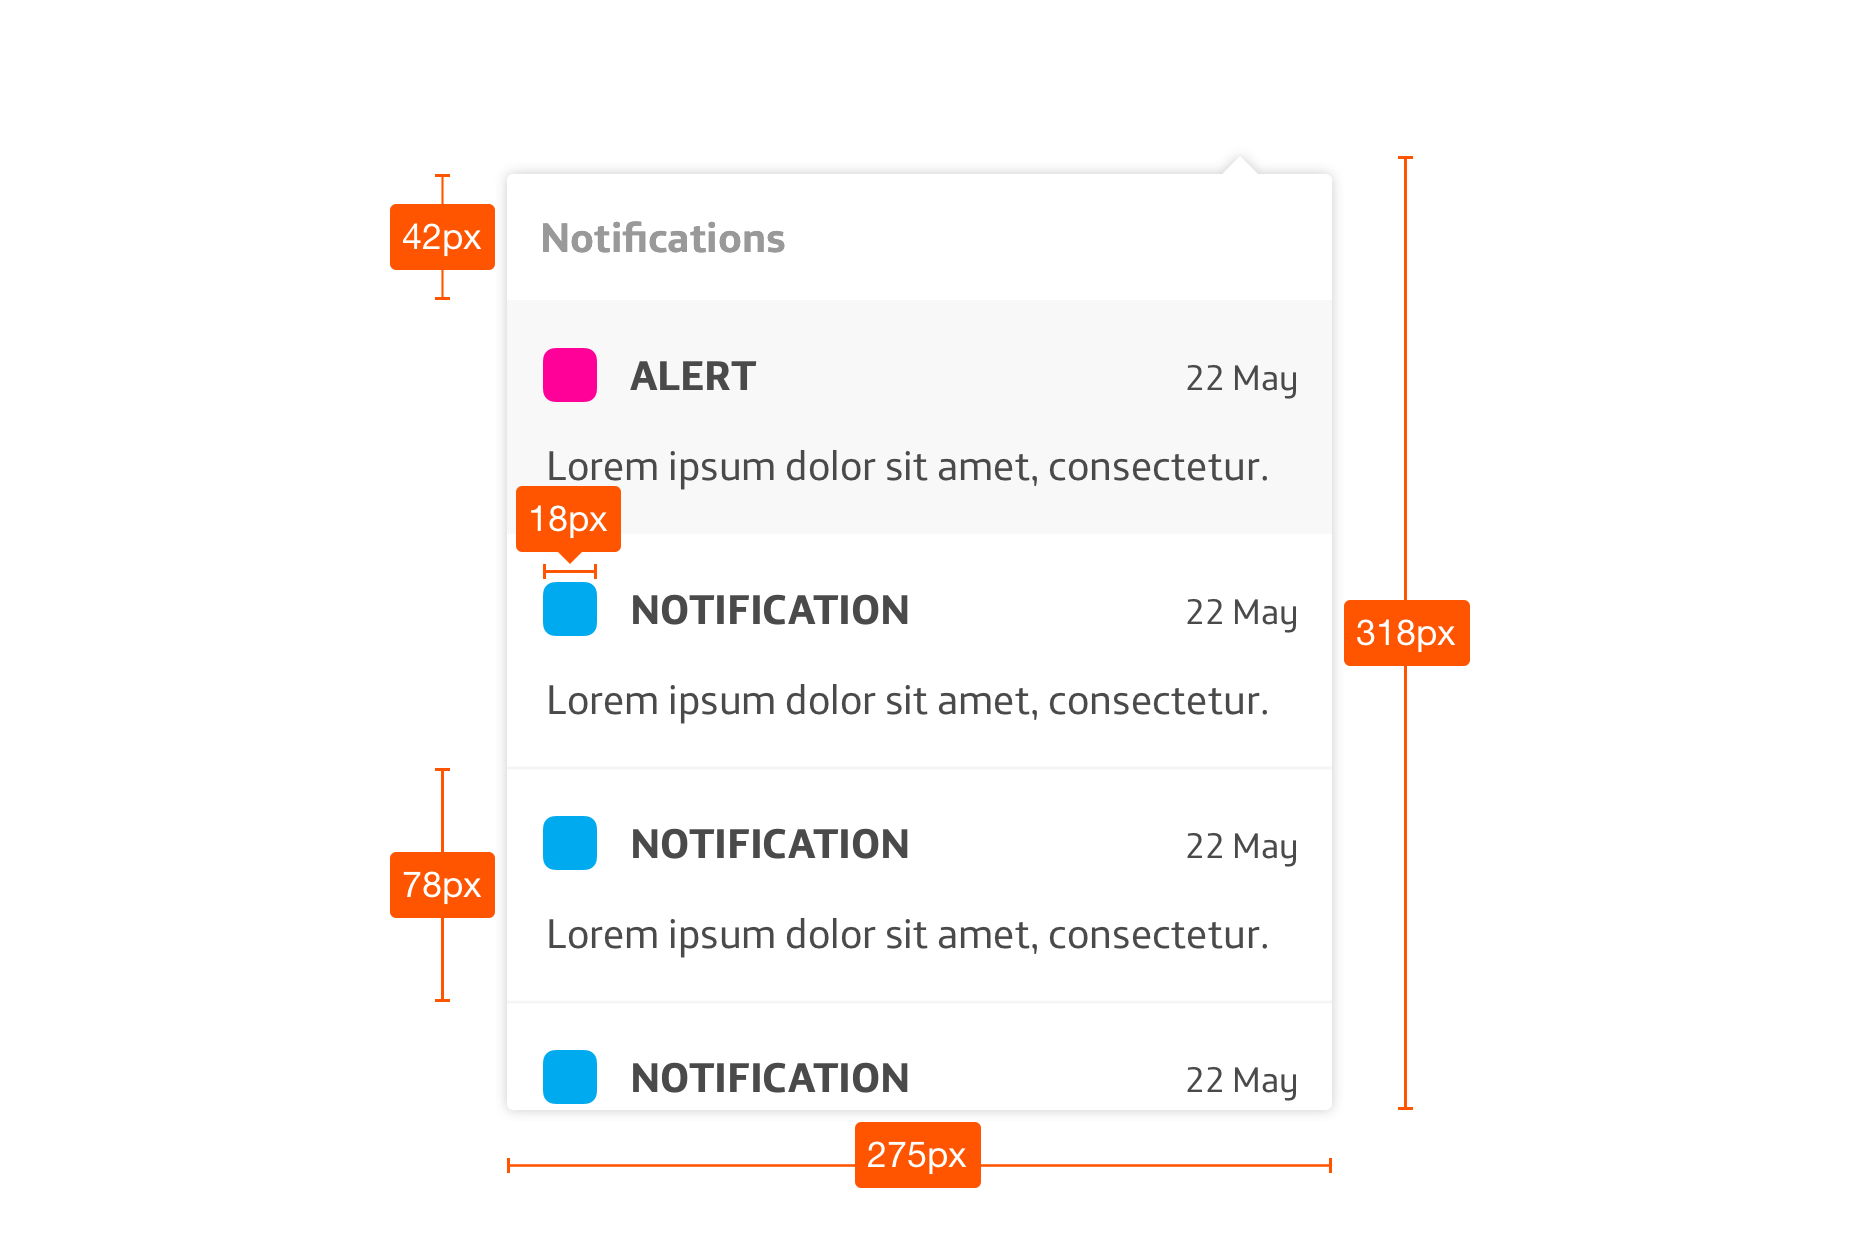 42px
Notifications
ALERT 22 May
Lorem ipsum dolor sit amet, consectetur.
18px
NOTIFICATION 22 May
318px
Lorem ipsum dolor sit amet, consectetur.
NOTIFICATION 22 May
78px
Lorem ipsum dolor sit amet, consectetur.
NOTIFICATION 22 May
275px